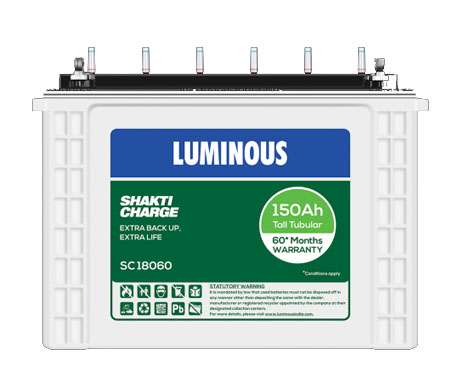 LUMINOUS
SHAKTI
CHARGE
EXTRA BACK UP,
EXTRA LIFE
SC18060
150Ah
Tall Tubular
60* Months
WARRANTY
*Conditions apply
STATUTORY WARNING
It is mandated by law that used batteries must not be disposed off in
any manner other than depositing the same with the dealer,
manufacturer or registered recycler appointed by the company at their
designated collection centers.
For more details, please visit www.luminousindia.com.
Pb